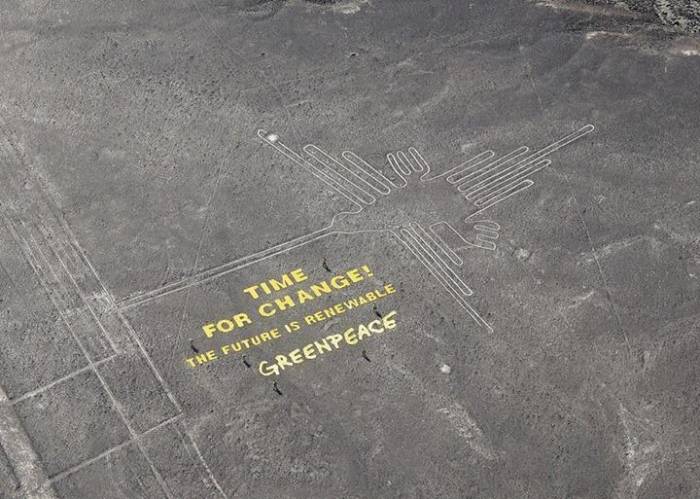 TIME
FOR CHANGE!
THE FUTURE IS RENEWABLE
GREENPEACE